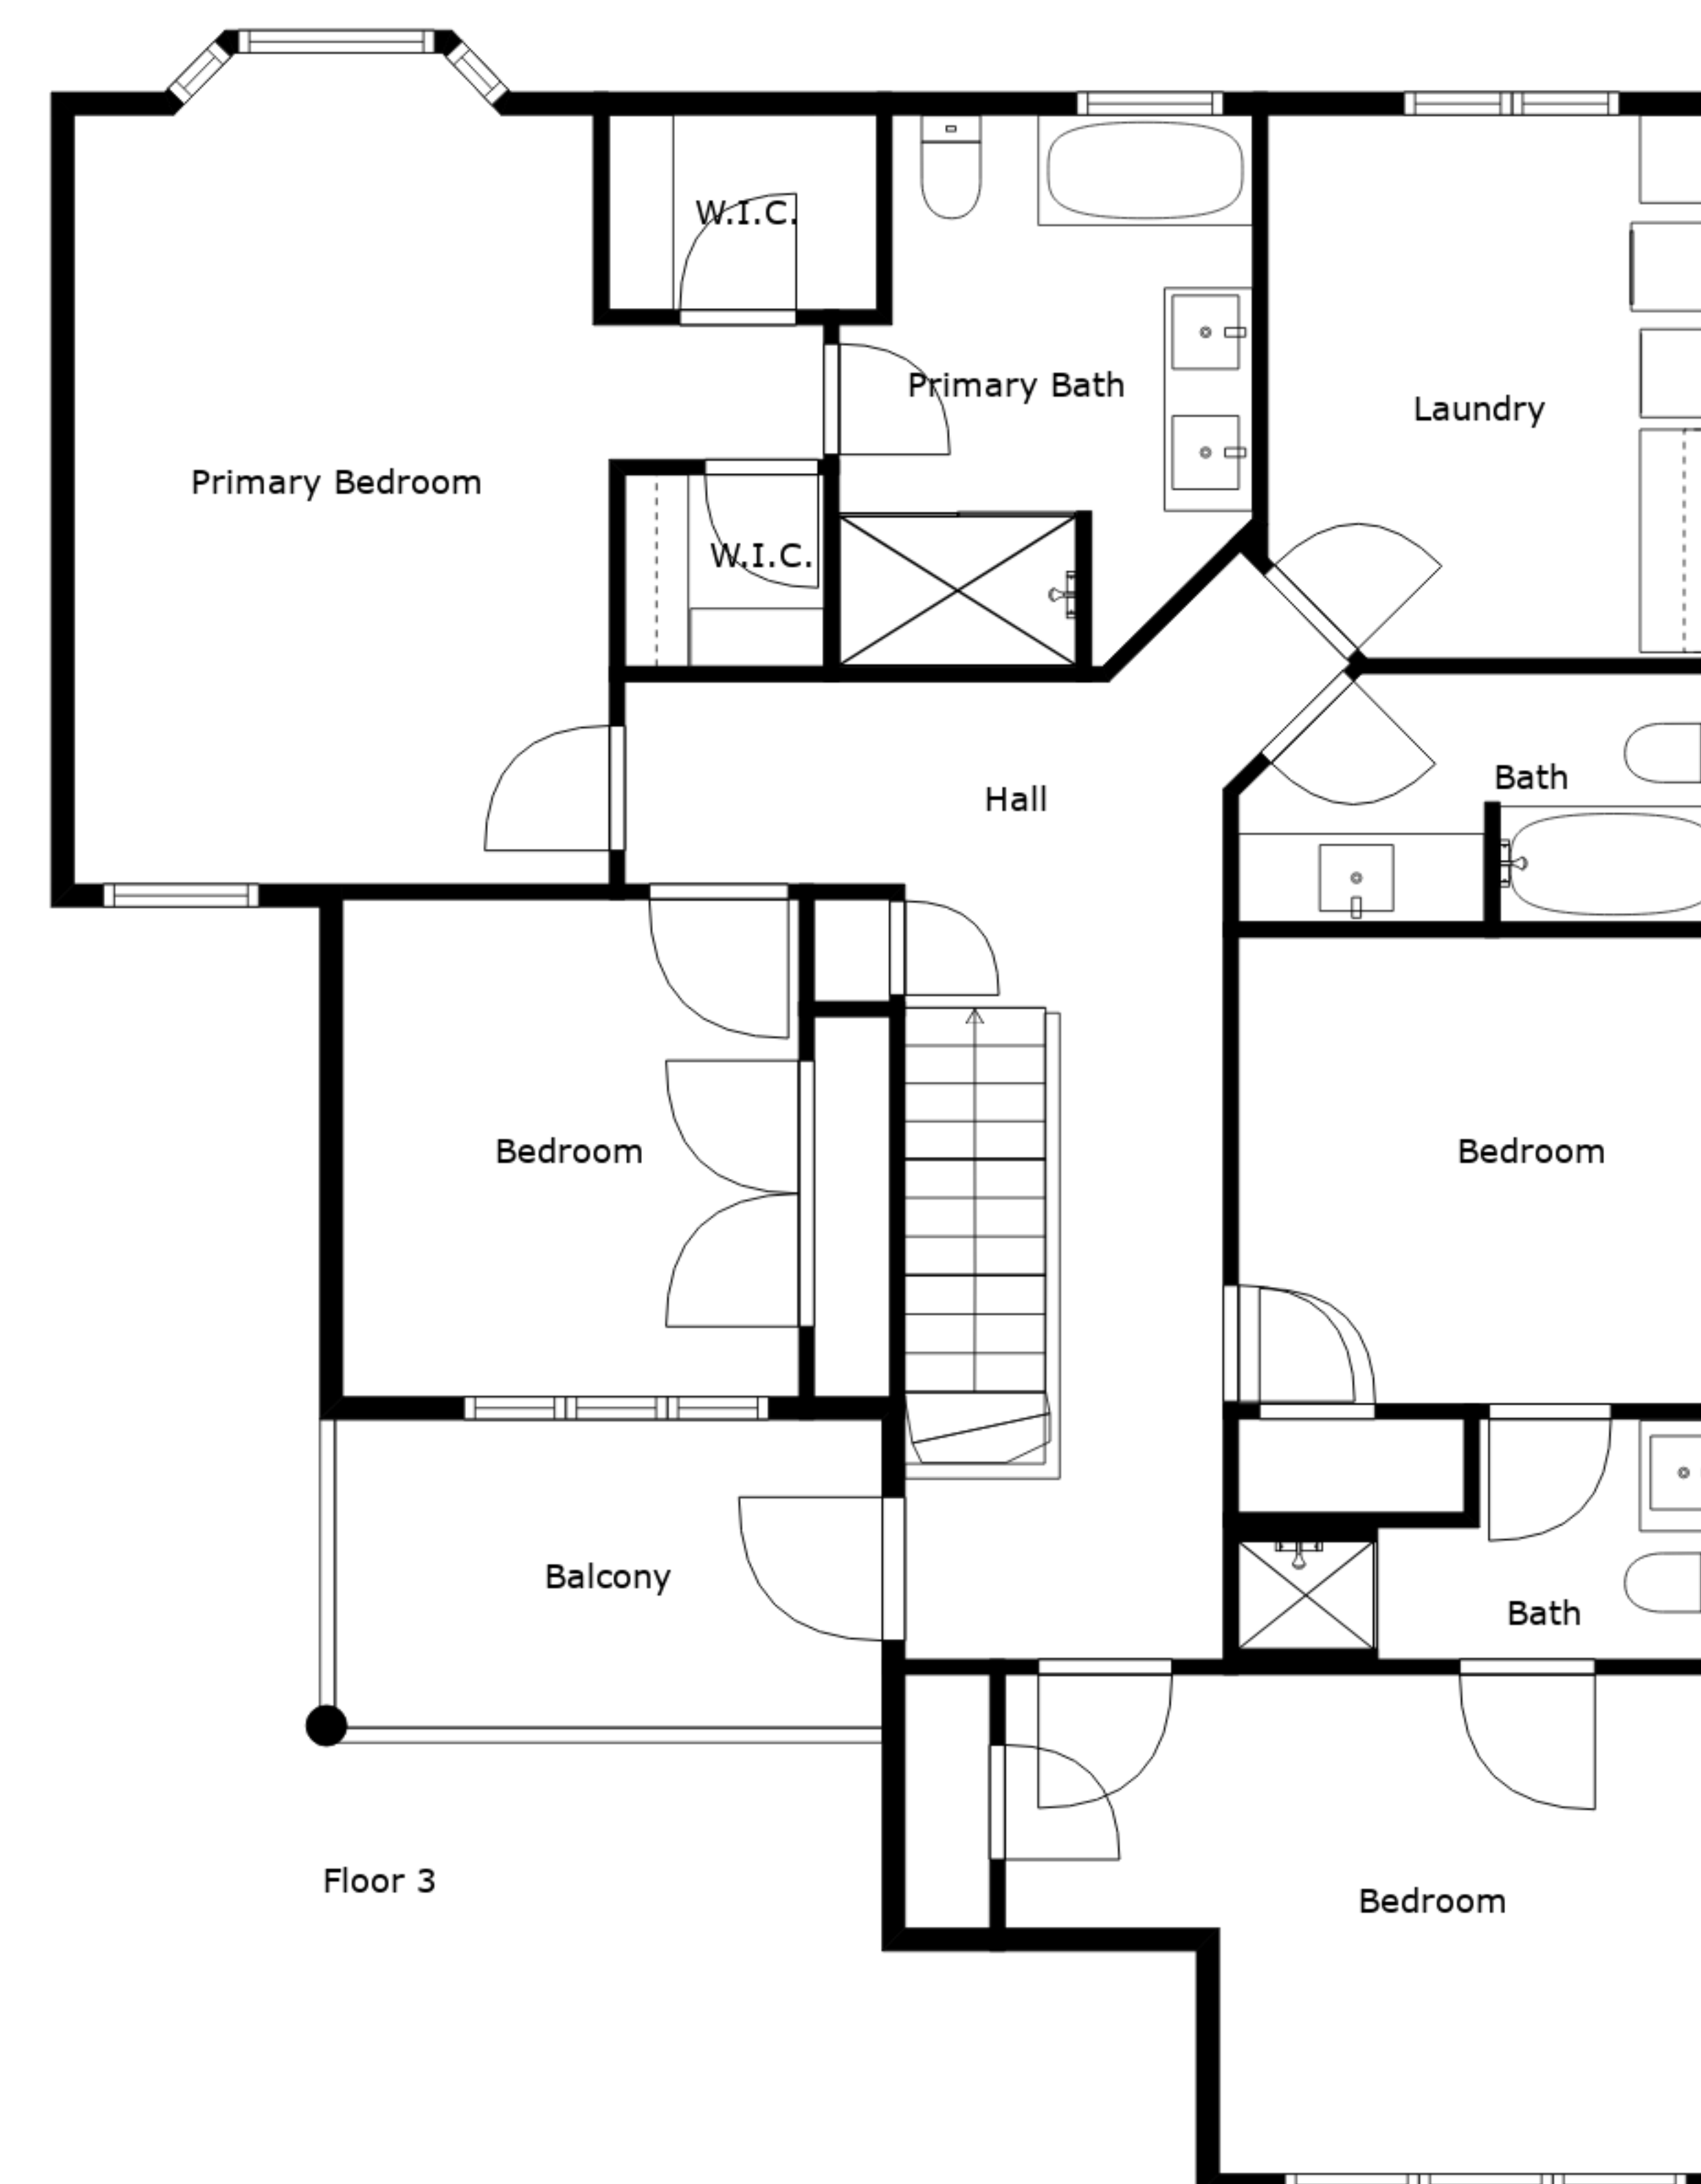 W.I.C.
Primary Bath
Laundry
Primary Bedroom
W.I.C.
Bath
Hall
Bedroom
Bedroom
Balcony
Bath
Floor 3
Bedroom